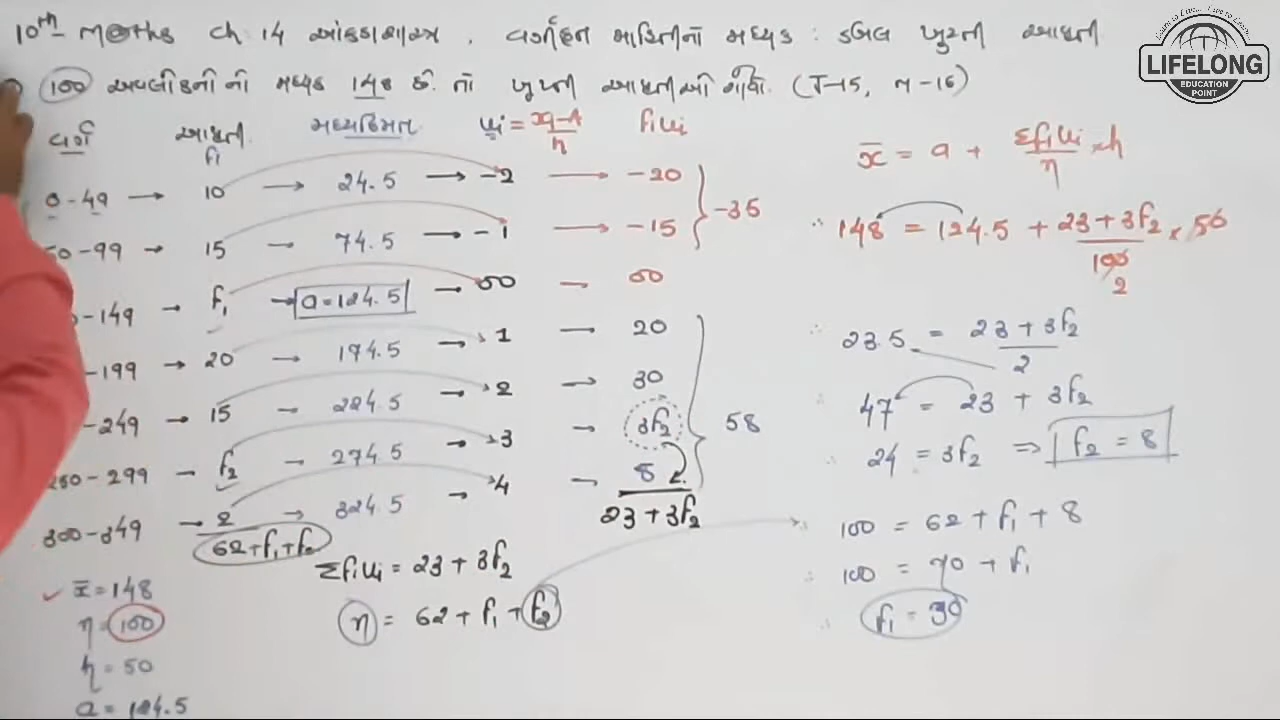 10th Maths ch 14 આંકડાશાસ્ત્ર . વર્ગીકૃત માહિતીનો મધ્યક : ડબલ ખૂટતી આવૃત્તી
100 અવલોકનોનો મધ્યક 148 છે. તો ખૂટતી આવૃત્તીઓ શોધો. (J-15, M-16)
LIFELONG
EDUCATION POINT
વર્ગ આવૃત્તી fi મધ્યકિંમત ui = xi-A/h fiui
0-49 → 10 → 24.5 → -2 → -20
-99 → 15 → 74.5 → -1 → -15 } -35
-149 → f1 → a=124.5 → 00 → 00
-199 → 20 → 174.5 → 1 → 20
-249 → 15 → 224.5 → 2 → 30
250-299 → f2 → 274.5 → 3 → 3f2 } 58
300-349 → 2 → 324.5 → 4 → 8
62+f1+f2 23+3f2
x̄ = 148
n = 100
h = 50
a = 124.5
Σfiui = 23 + 3f2
n = 62 + f1 + f2
x̄ = a + Σfiui/n × h
∴ 148 = 124.5 + 23+3f2/100 × 50
2
∴ 23.5 = 23+3f2/2
∴ 47 = 23 + 3f2
∴ 24 = 3f2 ⇒ f2 = 8
∴ 100 = 62 + f1 + 8
∴ 100 = 70 + f1
∴ f1 = 30